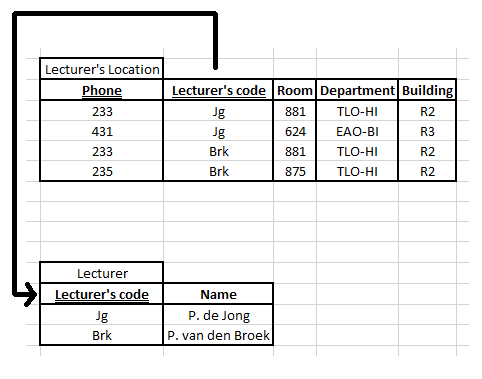 Lecturer's Location
Phone Lecturer's code Room Department Building
233 Jg 881 TLO-HI R2
431 Jg 624 EAO-BI R3
233 Brk 881 TLO-HI R2
235 Brk 875 TLO-HI R2
Lecturer
Lecturer's code Name
Jg P. de Jong
Brk P. van den Broek